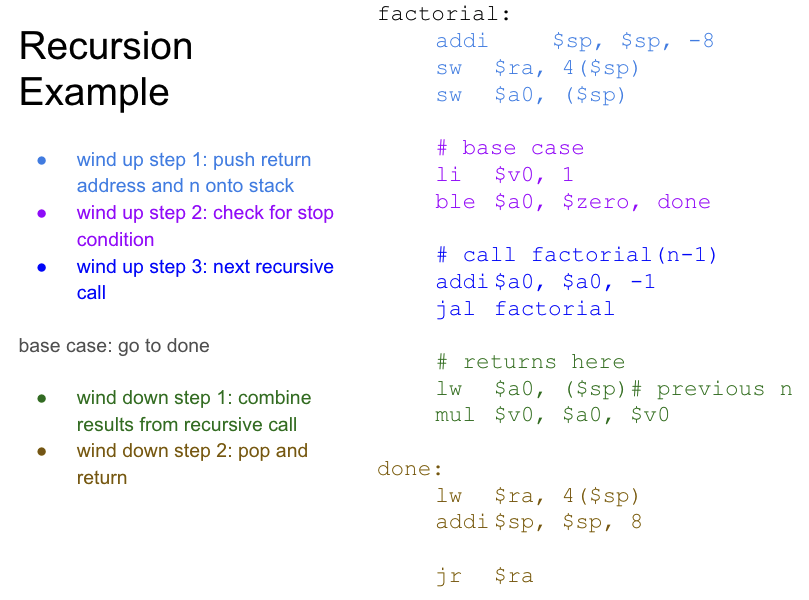 Recursion
Example
● wind up step 1: push return
address and n onto stack
● wind up step 2: check for stop
condition
● wind up step 3: next recursive
call
base case: go to done
● wind down step 1: combine
results from recursive call
● wind down step 2: pop and
return
factorial:
addi $sp, $sp, -8
sw $ra, 4($sp)
sw $a0, ($sp)
# base case
li $v0, 1
ble $a0, $zero, done
# call factorial(n-1)
addi $a0, $a0, -1
jal factorial
# returns here
lw $a0, ($sp)# previous n
mul $v0, $a0, $v0
done:
lw $ra, 4($sp)
addi $sp, $sp, 8
jr $ra